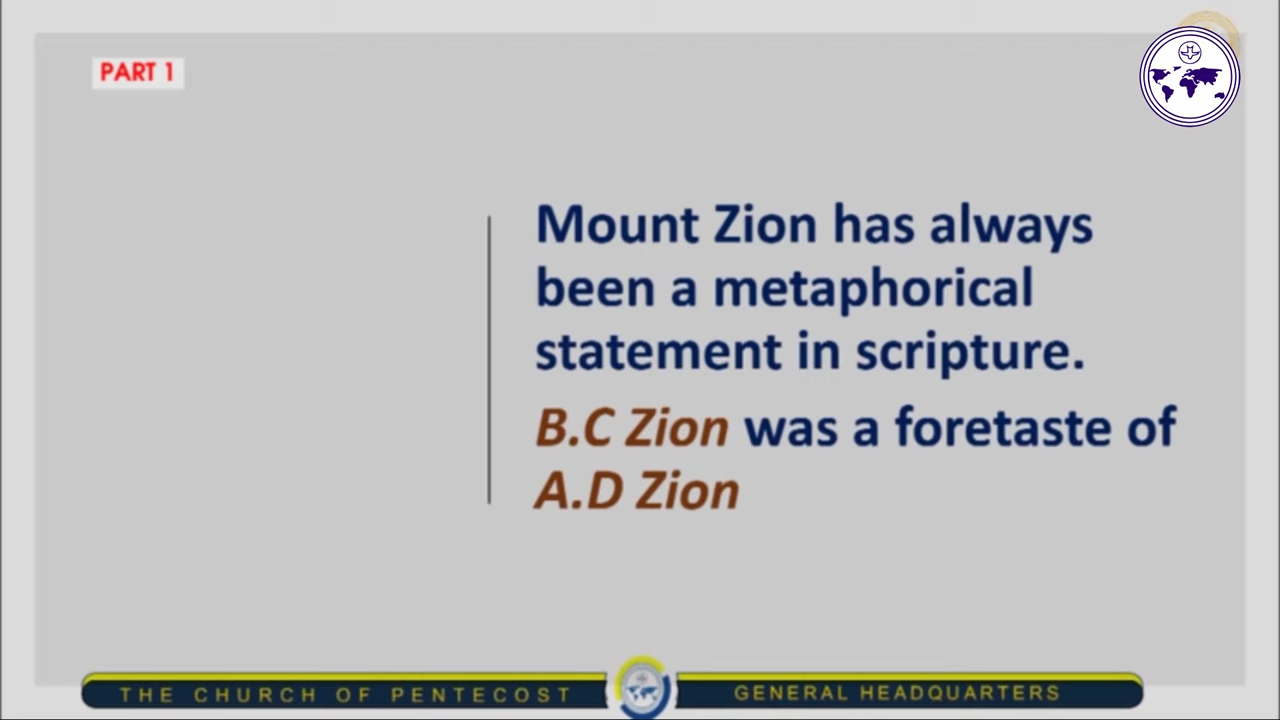 PART 1
Mount Zion has always
been a metaphorical
statement in scripture.
B.C Zion was a foretaste of
A.D Zion
THE CHURCH OF PENTECOST
GENERAL HEADQUARTERS